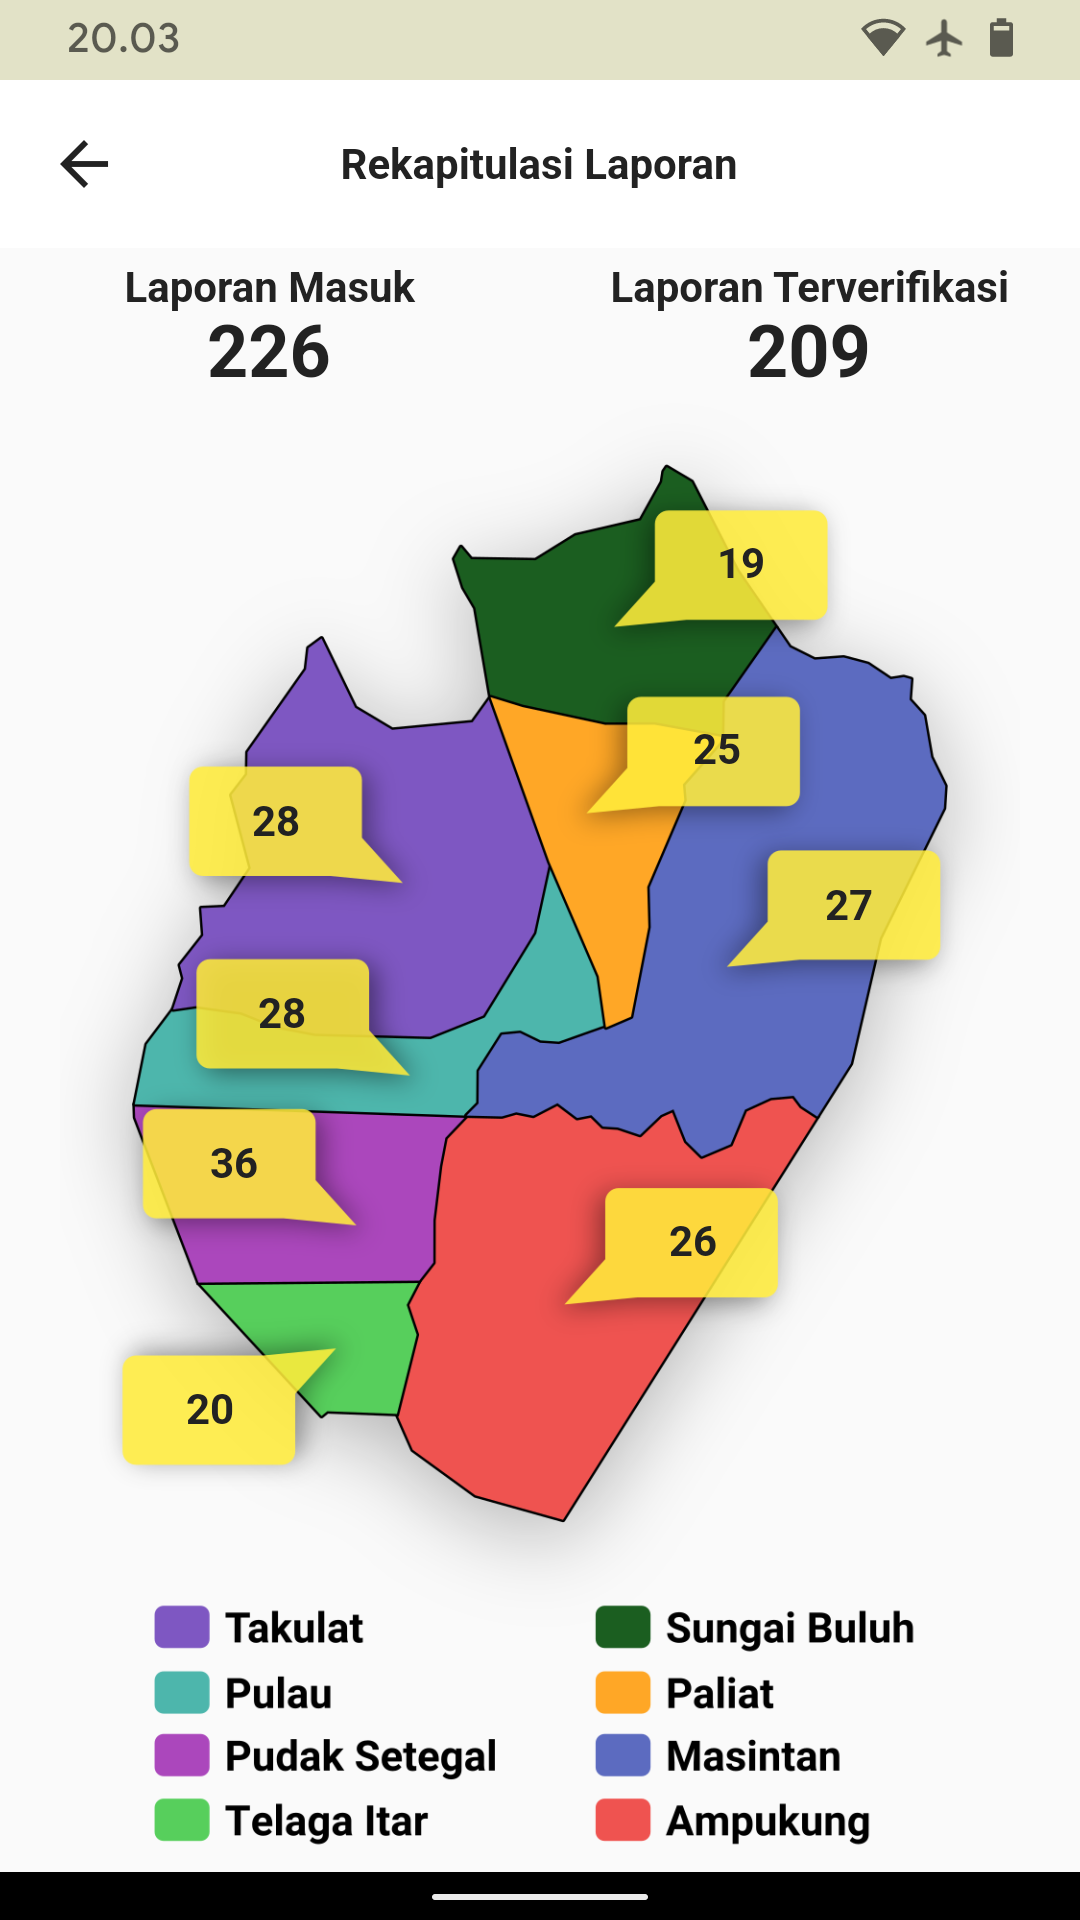 20.03
Rekapitulasi Laporan
Laporan Masuk
226
Laporan Terverifikasi
209
19
25
28
27
28
36
26
20
Takulat
Sungai Buluh
Pulau
Paliat
Pudak Setegal
Masintan
Telaga Itar
Ampukung